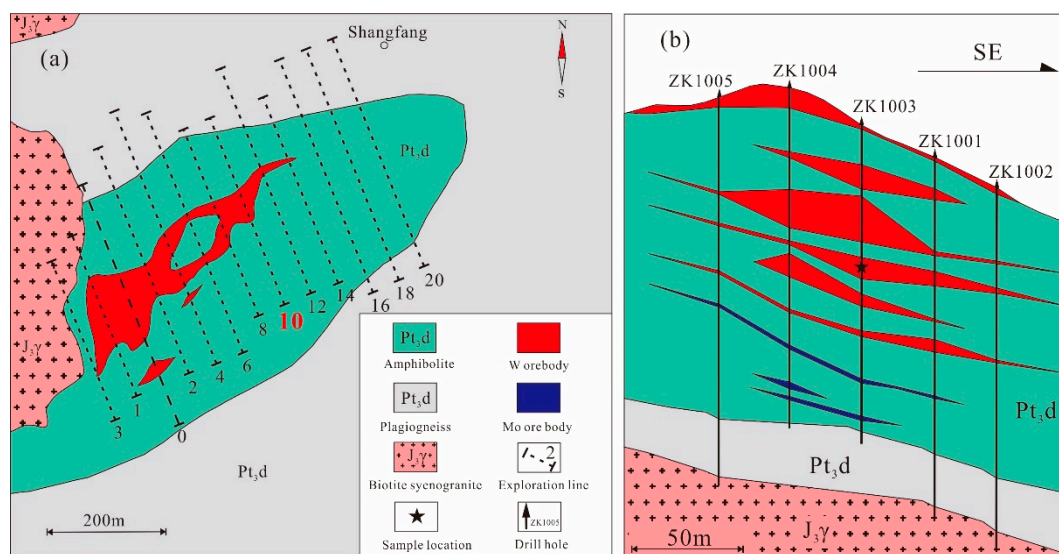 J₃γ
(a)
Shangfang
N
S
Pt₃d
J₃γ
20
18
16
14
12
10
8
6
4
2
0
1
3
Pt₃d
200m
Pt₃d
Amphibolite
W orebody
Pt₃d
Plagiogneiss
Mo ore body
J₃γ
Biotite syenogranite
2
Exploration line
Sample location
ZK1005
Drill hole
(b)
SE
ZK1005
ZK1004
ZK1003
ZK1001
ZK1002
Pt₃d
Pt₃d
J₃γ
50m